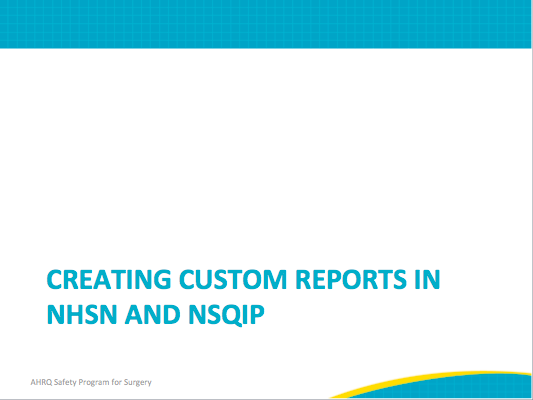 CREATING CUSTOM REPORTS IN
NHSN AND NSQIP
AHRQ Safety Program for Surgery